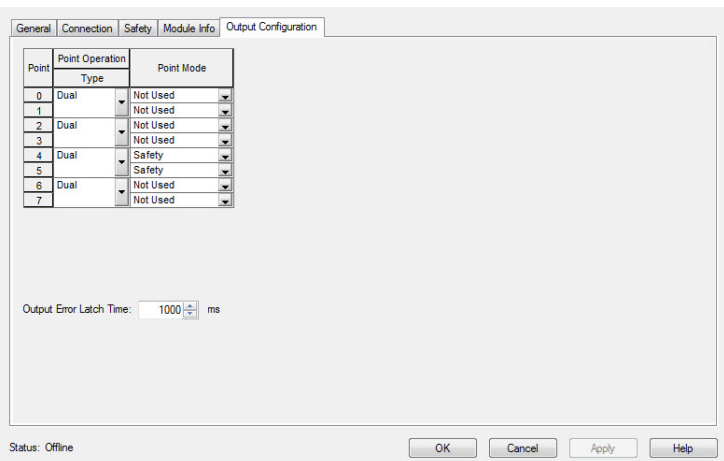 General Connection Safety Module Info Output Configuration
Point Point Operation Point Mode
Type
0 Dual Not Used
1 Not Used
2 Dual Not Used
3 Not Used
4 Dual Safety
5 Safety
6 Dual Not Used
7 Not Used
Output Error Latch Time: 1000 ms
Status: Offline OK Cancel Apply Help